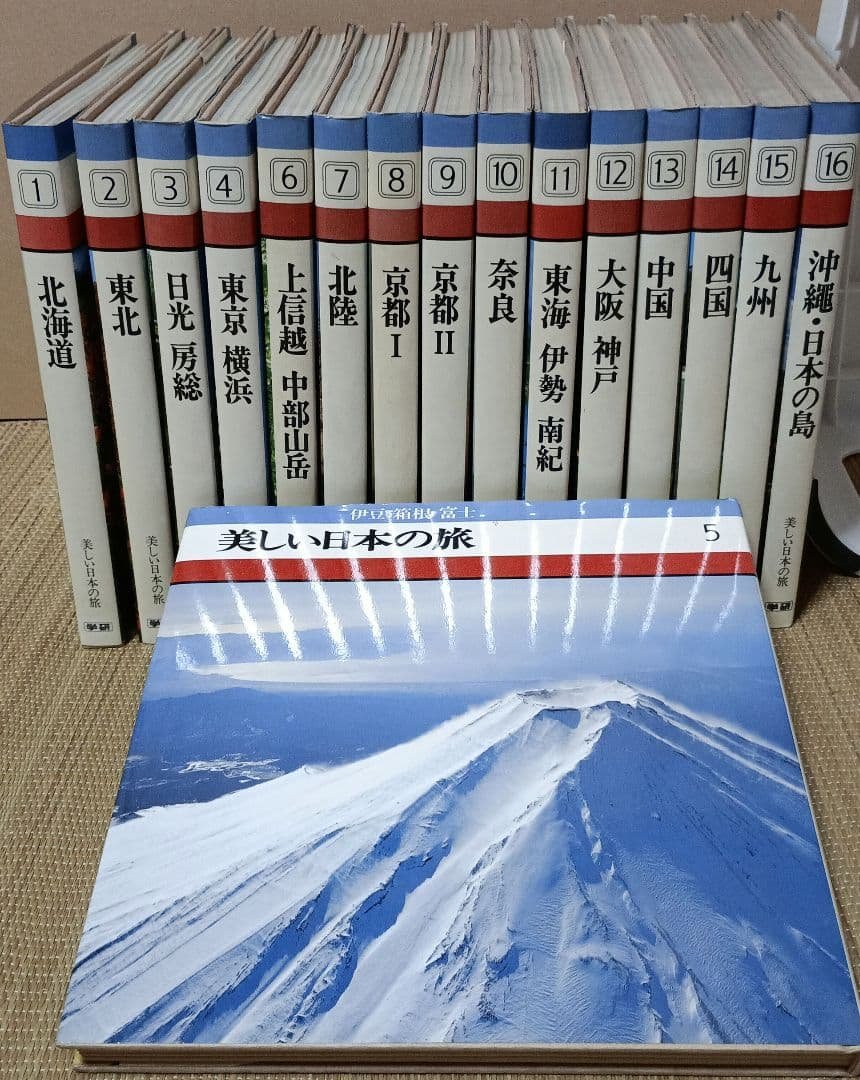 1
北海道
美しい日本の旅
学研
2
東北
美しい日本の旅
学研
3
日光 房総
4
東京 横浜
6
上信越 中部山岳
7
北陸
8
京都 I
9
京都 II
10
奈良
11
東海 伊勢 南紀
12
大阪 神戸
13
中国
14
四国
15
九州
16
沖縄・日本の島
美しい日本の旅
学研
伊豆 箱根 富士
美しい日本の旅
5